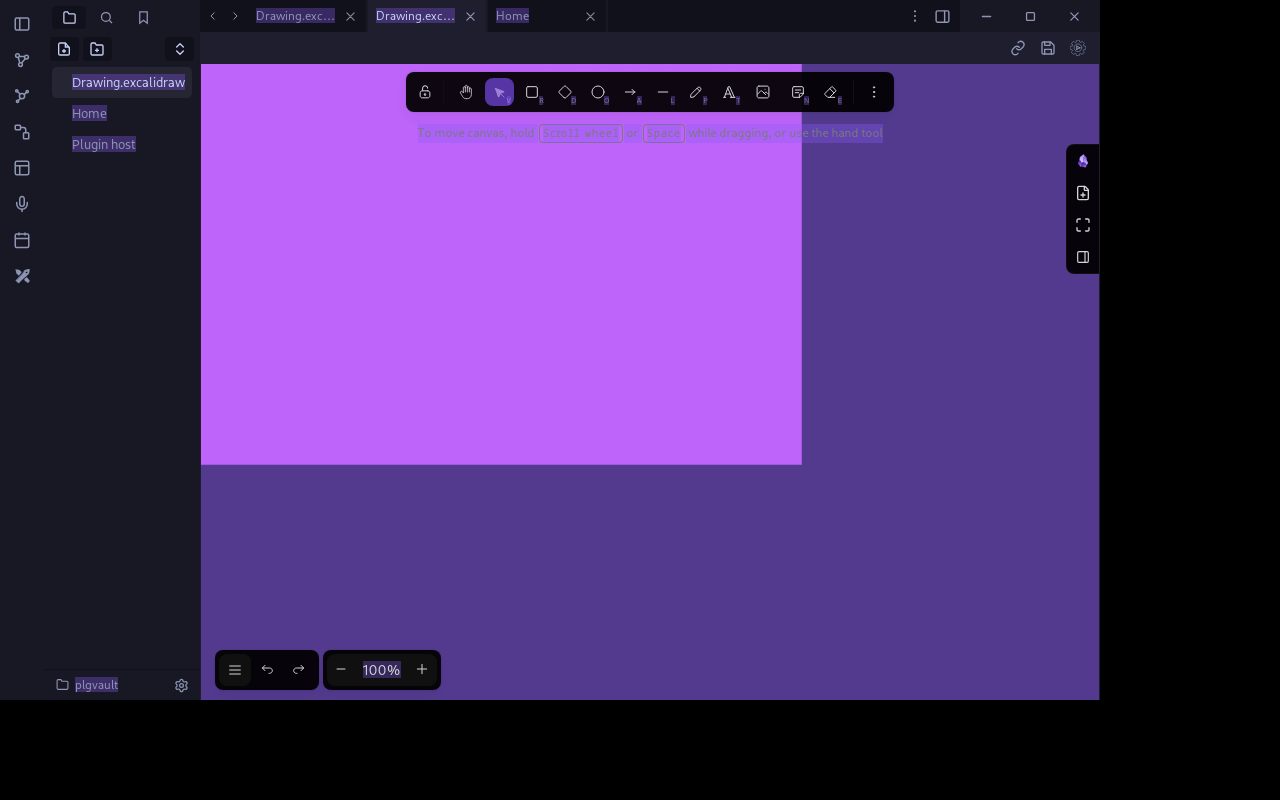 Drawing.exc...
Drawing.exc...
Home
Drawing.excalidraw
Home
Plugin host
V
R
D
O
A
L
P
T
N
E
To move canvas, hold Scroll wheel or Space while dragging, or use the hand tool
100%
plgvault